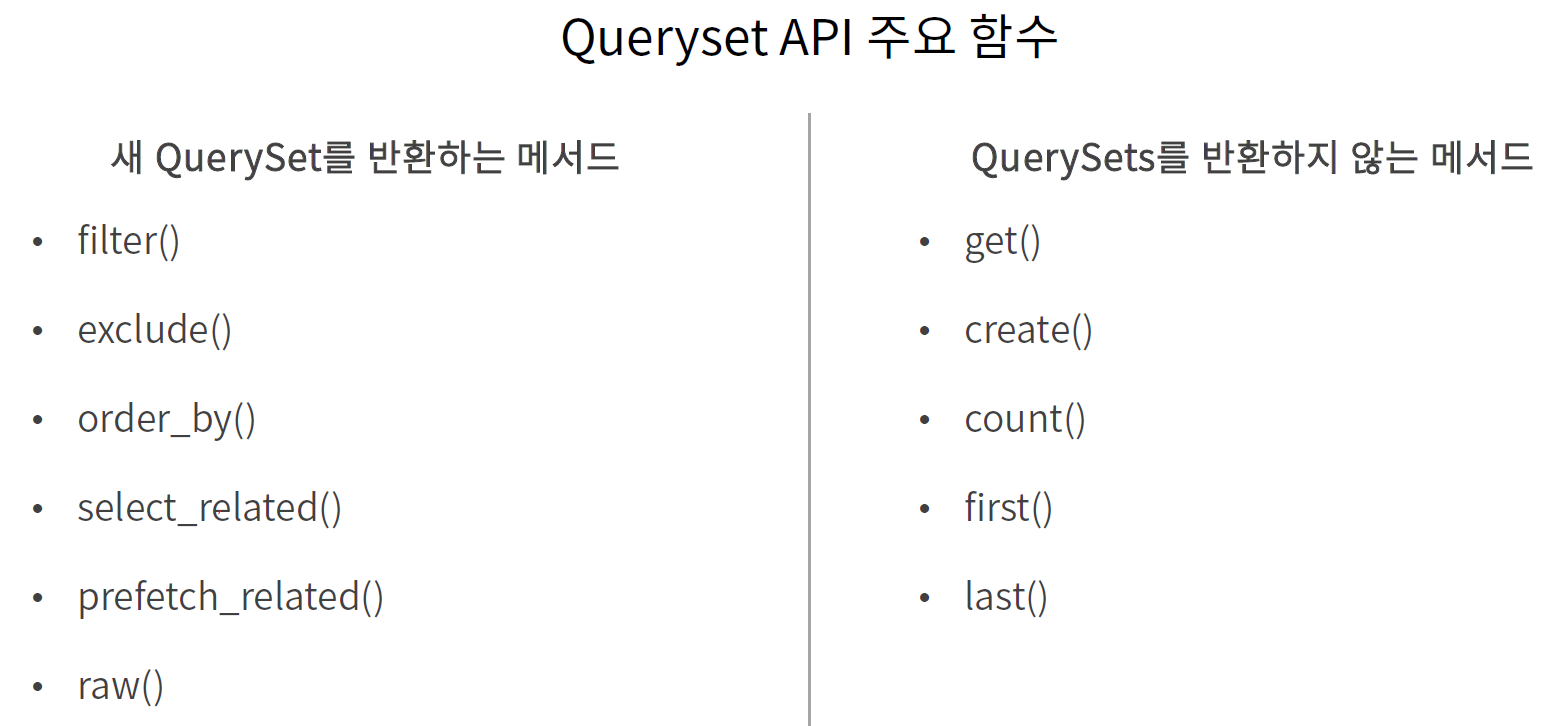 Queryset API 주요 함수
새 QuerySet를 반환하는 메서드
• filter()
• exclude()
• order_by()
• select_related()
• prefetch_related()
• raw()
QuerySets를 반환하지 않는 메서드
• get()
• create()
• count()
• first()
• last()